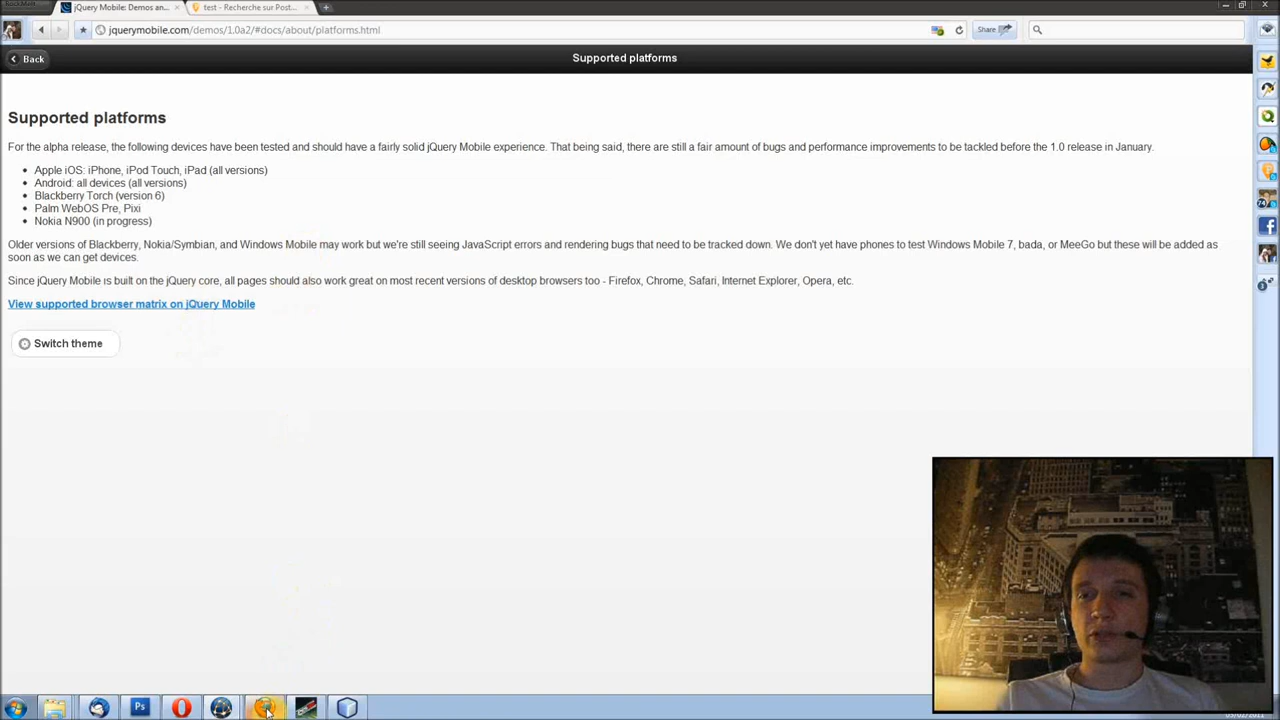 jQuery Mobile: Demos an...
test - Recherche sur Post...
jquerymobile.com/demos/1.0a2/#docs/about/platforms.html
Share
Back
Supported platforms
Supported platforms
For the alpha release, the following devices have been tested and should have a fairly solid jQuery Mobile experience. That being said, there are still a fair amount of bugs and performance improvements to be tackled before the 1.0 release in January.
Apple iOS: iPhone, iPod Touch, iPad (all versions)
Android: all devices (all versions)
Blackberry Torch (version 6)
Palm WebOS Pre, Pixi
Nokia N900 (in progress)
Older versions of Blackberry, Nokia/Symbian, and Windows Mobile may work but we're still seeing JavaScript errors and rendering bugs that need to be tracked down. We don't yet have phones to test Windows Mobile 7, bada, or MeeGo but these will be added as
soon as we can get devices.
Since jQuery Mobile is built on the jQuery core, all pages should also work great on most recent versions of desktop browsers too - Firefox, Chrome, Safari, Internet Explorer, Opera, etc.
View supported browser matrix on jQuery Mobile
Switch theme
74
Ps